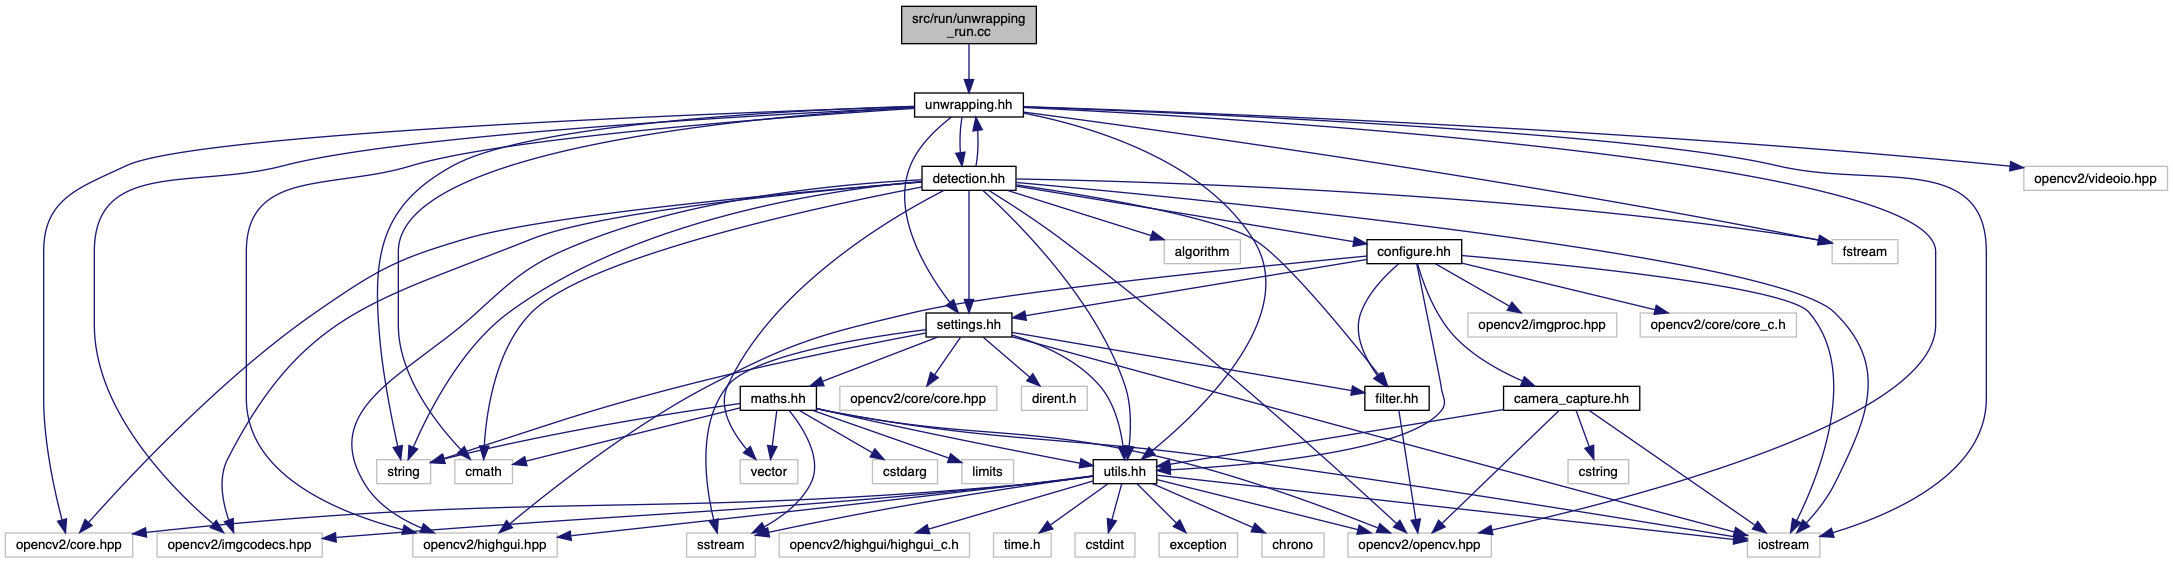 src/run/unwrapping
_run.cc
unwrapping.hh
detection.hh
opencv2/videoio.hpp
algorithm
configure.hh
fstream
settings.hh
opencv2/imgproc.hpp
opencv2/core/core_c.h
maths.hh
opencv2/core/core.hpp
dirent.h
filter.hh
camera_capture.hh
string
cmath
vector
cstdarg
limits
utils.hh
cstring
opencv2/core.hpp
opencv2/imgcodecs.hpp
opencv2/highgui.hpp
sstream
opencv2/highgui/highgui_c.h
time.h
cstdint
exception
chrono
opencv2/opencv.hpp
iostream